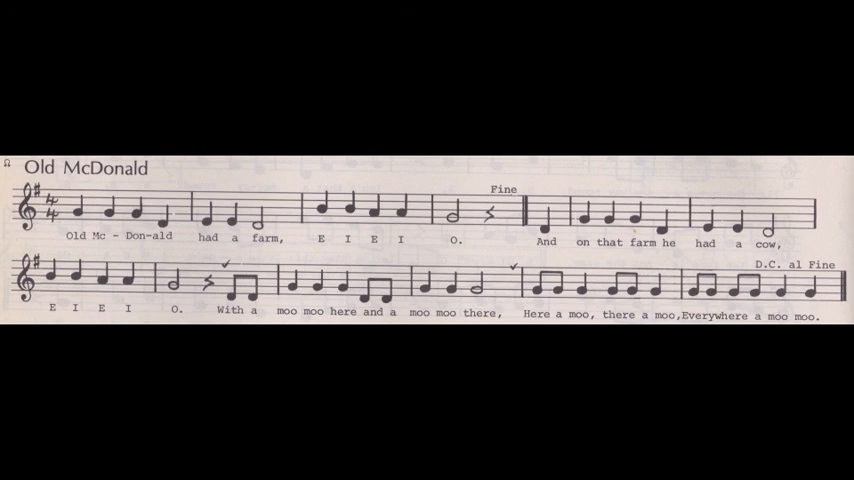 Old McDonald
Fine
Old Mc - Don-ald had a farm, E I E I O. And on that farm he had a cow,
D.C. al Fine
E I E I O. With a moo moo here and a moo moo there, Here a moo, there a moo, Everywhere a moo moo.